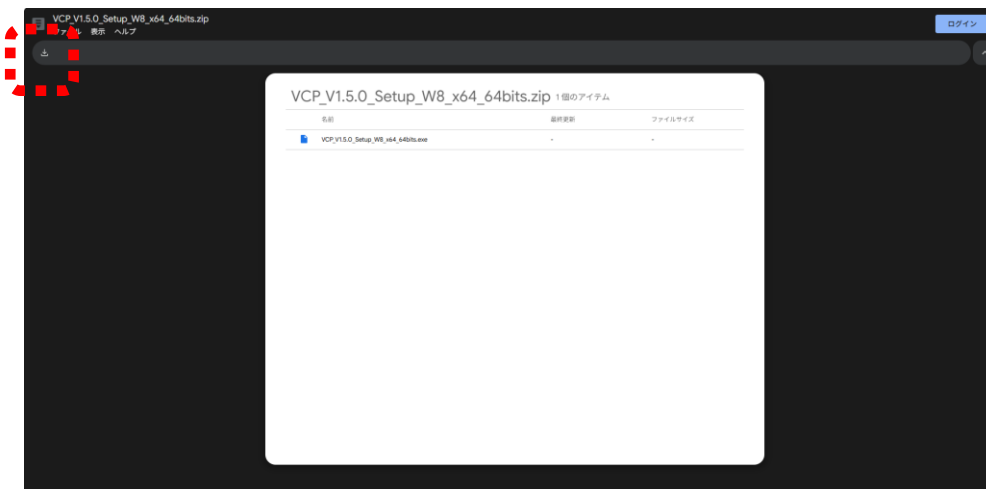 VCP_V1.5.0_Setup_W8_x64_64bits.zip
ファイル 表示 ヘルプ
ログイン
VCP_V1.5.0_Setup_W8_x64_64bits.zip 1 個のアイテム
名前 最終更新 ファイルサイズ
VCP_V1.5.0_Setup_W8_x64_64bits.exe - -